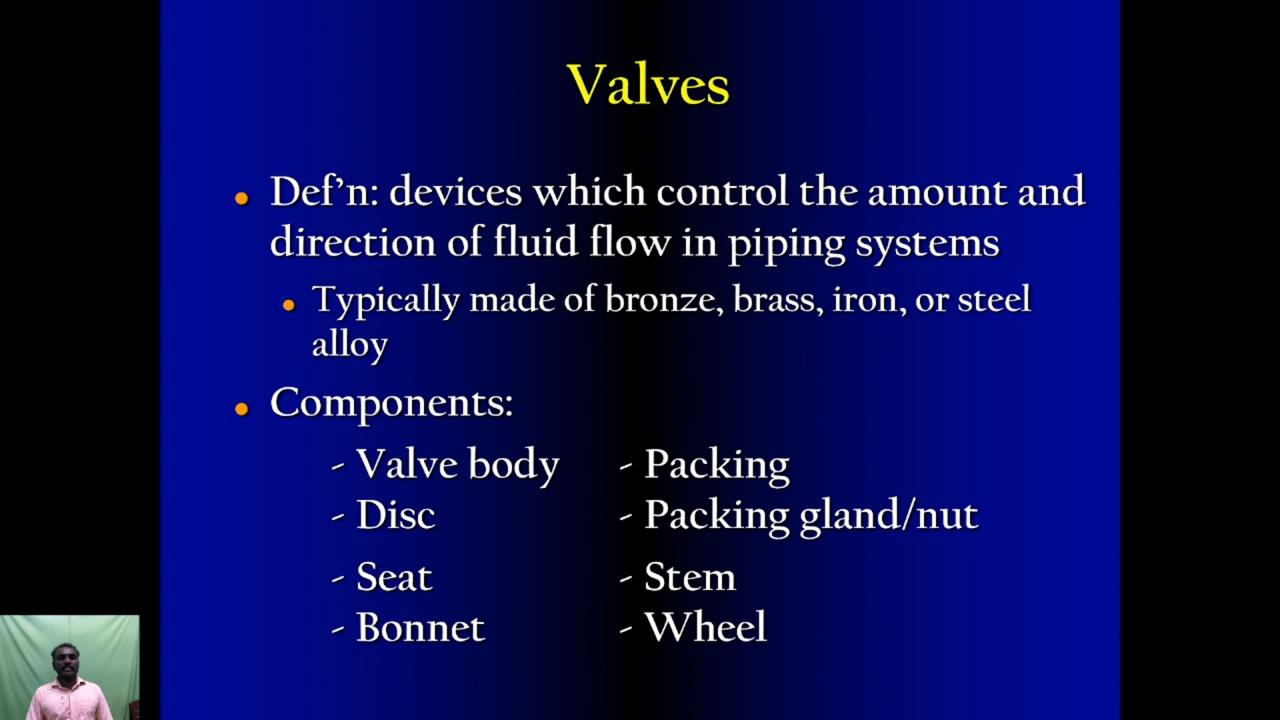 Valves
Def'n: devices which control the amount and
direction of fluid flow in piping systems
Typically made of bronze, brass, iron, or steel
alloy
Components:
- Valve body - Packing
- Disc - Packing gland/nut
- Seat - Stem
- Bonnet - Wheel